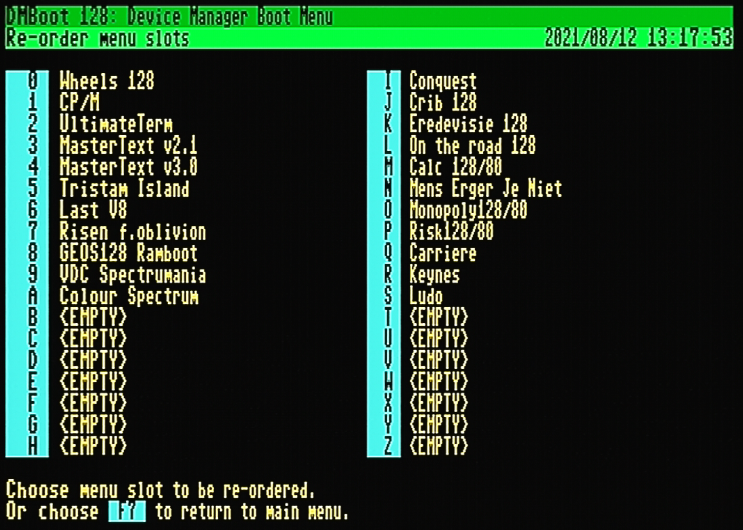 DMBoot 128: Device Manager Boot Menu
Re-order menu slots 2021/08/12 13:17:53
0 Wheels 128
1 CP/M
2 UltimateTerm
3 MasterText v2.1
4 MasterText v3.0
5 Tristam Island
6 Last V8
7 Risen f.oblivion
8 GEOS128 Ramboot
9 VDC Spectrumania
A Colour Spectrum
B <EMPTY>
C <EMPTY>
D <EMPTY>
E <EMPTY>
F <EMPTY>
G <EMPTY>
H <EMPTY>
I Conquest
J Crib 128
K Eredevisie 128
L On the road 128
M Calc 128/80
N Mens Erger Je Niet
O Monopoly128/80
P Risk128/80
Q Carriere
R Keynes
S Ludo
T <EMPTY>
U <EMPTY>
V <EMPTY>
W <EMPTY>
X <EMPTY>
Y <EMPTY>
Z <EMPTY>
Choose menu slot to be re-ordered.
Or choose F7 to return to main menu.